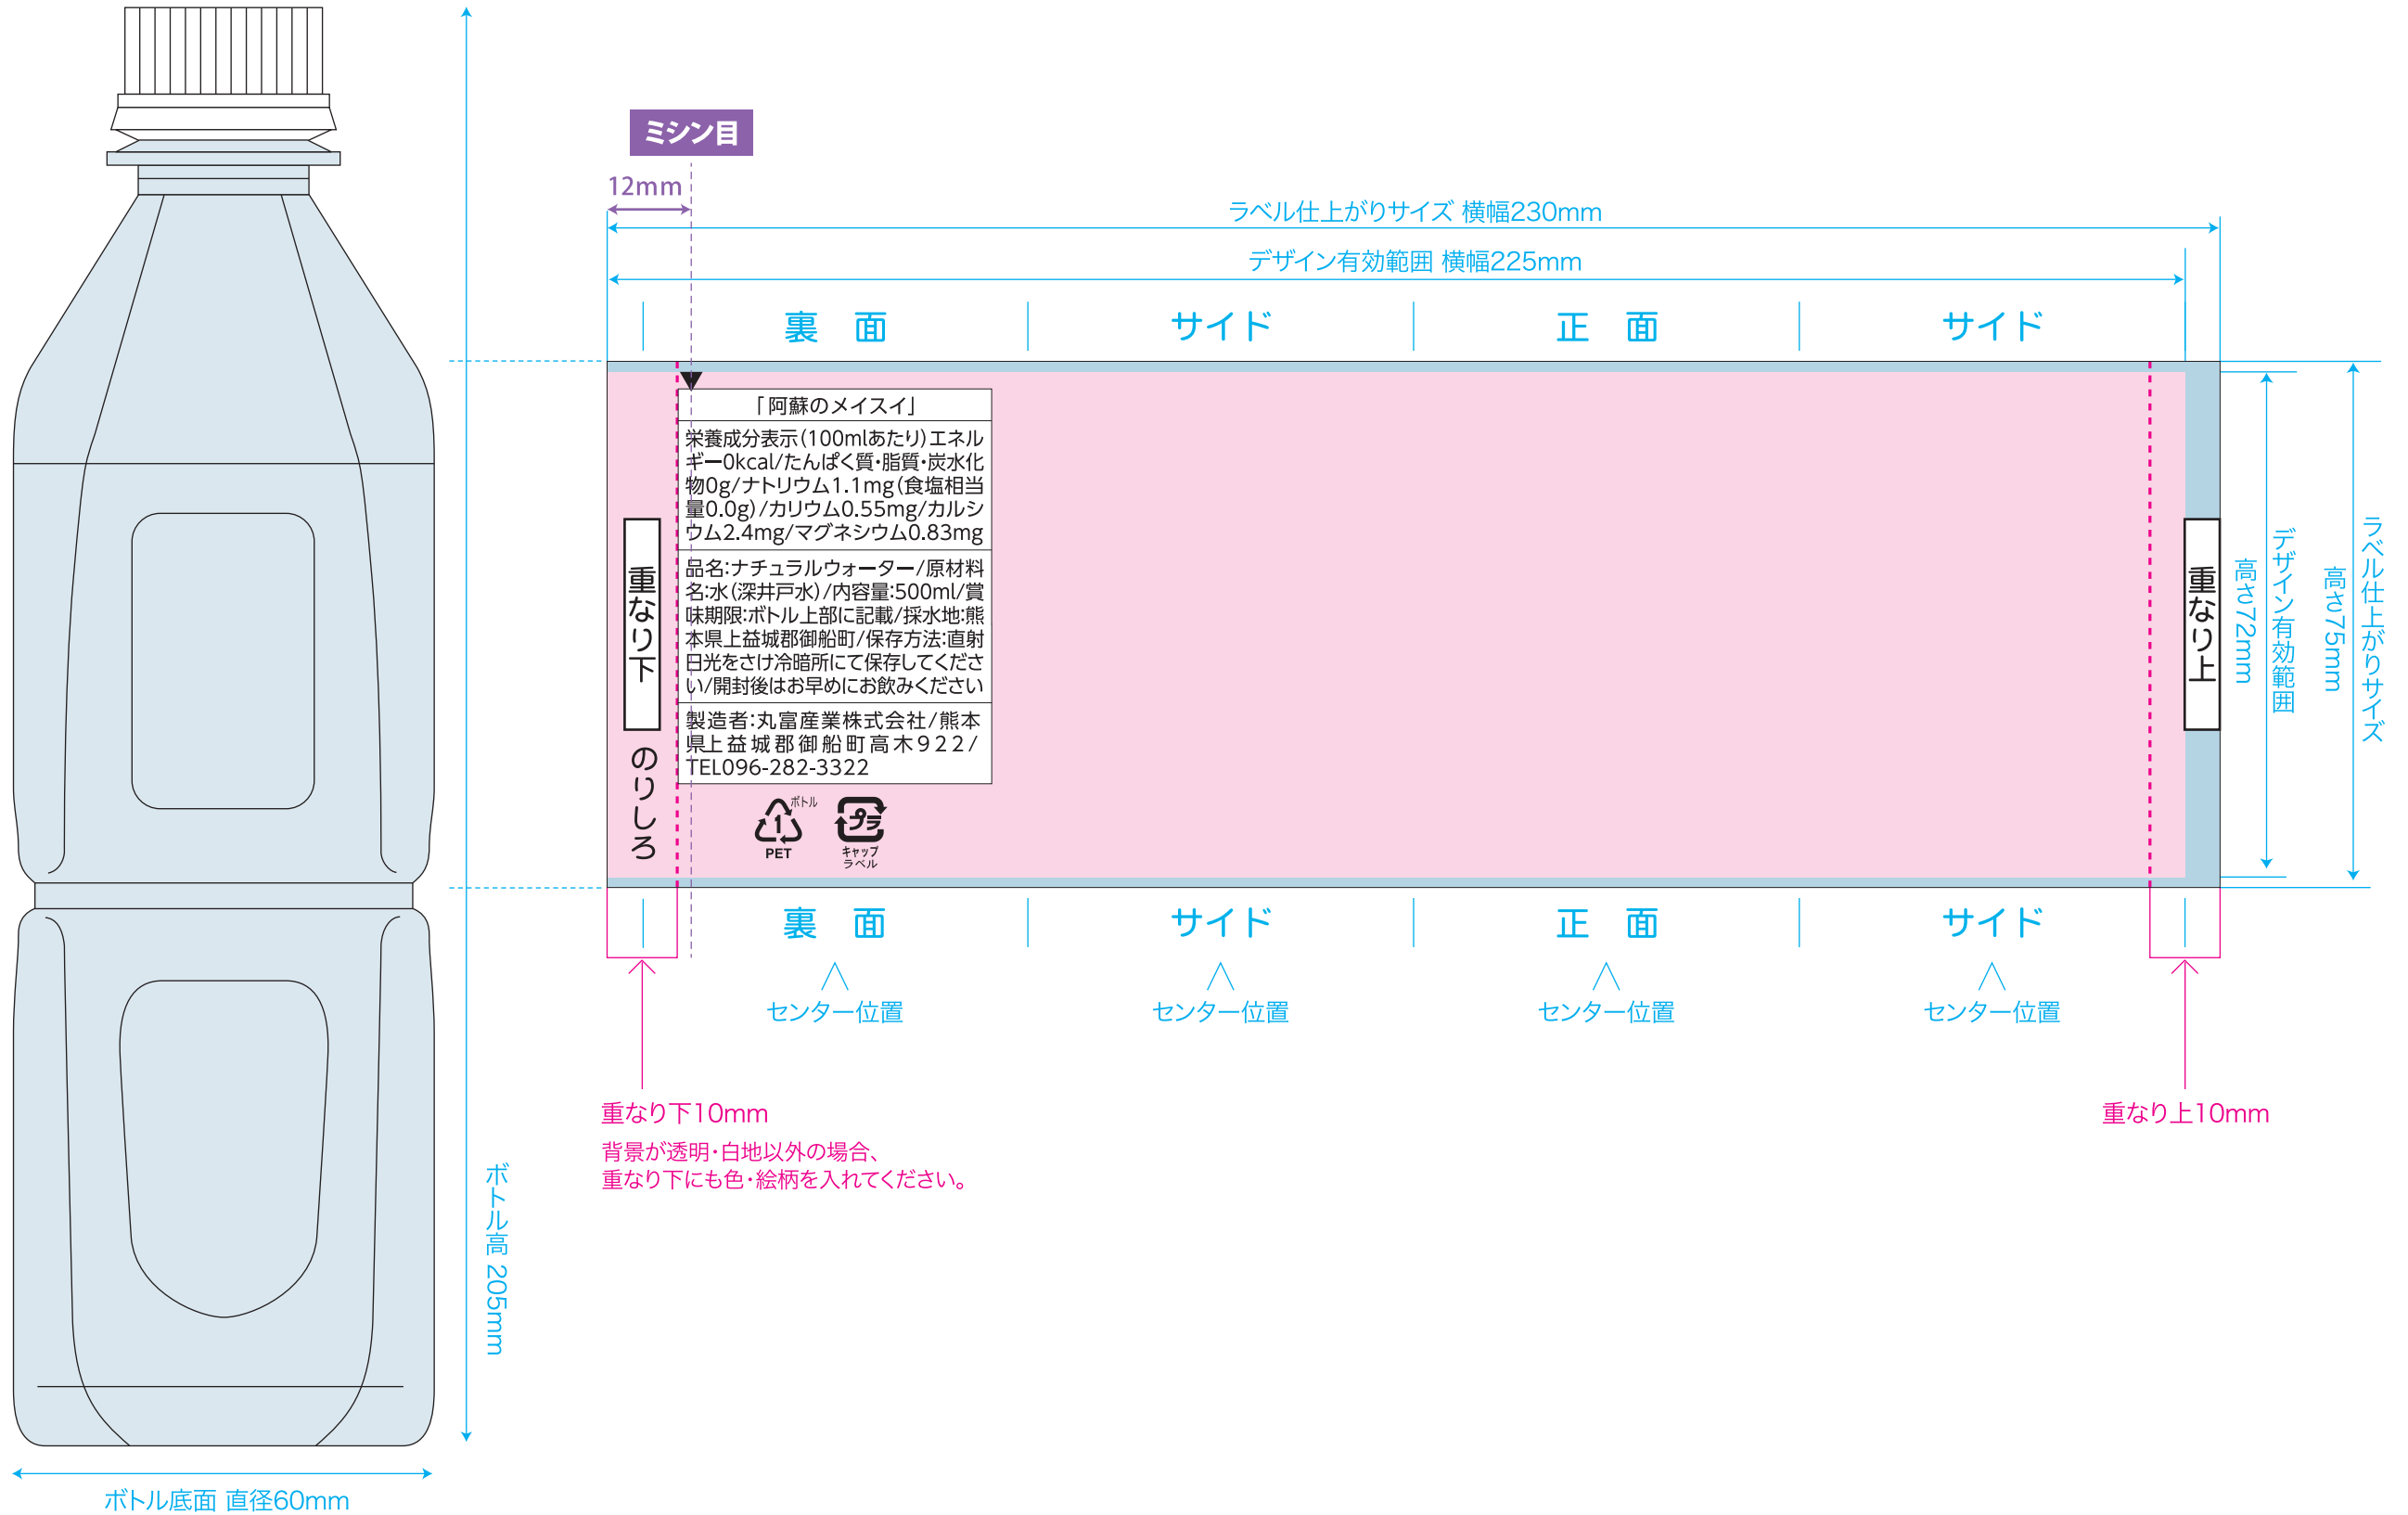 ミシン目
12mm
ラベル仕上がりサイズ 横幅230mm
デザイン有効範囲 横幅225mm
裏 面
サイド
正 面
サイド
「阿蘇のメイスイ」
栄養成分表示(100mlあたり)エネル
ギー0kcal/たんぱく質・脂質・炭水化
物0g/ナトリウム1.1mg(食塩相当
量0.0g)/カリウム0.55mg/カルシ
ウム2.4mg/マグネシウム0.83mg
品名:ナチュラルウォーター/原材料
名:水(深井戸水)/内容量:500ml/賞
味期限:ボトル上部に記載/採水地:熊
本県上益城郡御船町/保存方法:直射
日光をさけ冷暗所にて保存してくださ
い/開封後はお早めにお飲みください
製造者:丸富産業株式会社/熊本
県上益城郡御船町高木922/
TEL096-282-3322
重なり下
のりしろ
ボトル
1
PET
プラ
キャップ
ラベル
重なり上
デザイン有効範囲
高さ72mm
ラベル仕上がりサイズ
高さ75mm
裏 面
サイド
正 面
サイド
センター位置
センター位置
センター位置
センター位置
重なり下10mm
背景が透明・白地以外の場合、
重なり下にも色・絵柄を入れてください。
重なり上10mm
ボトル高 205mm
ボトル底面 直径60mm